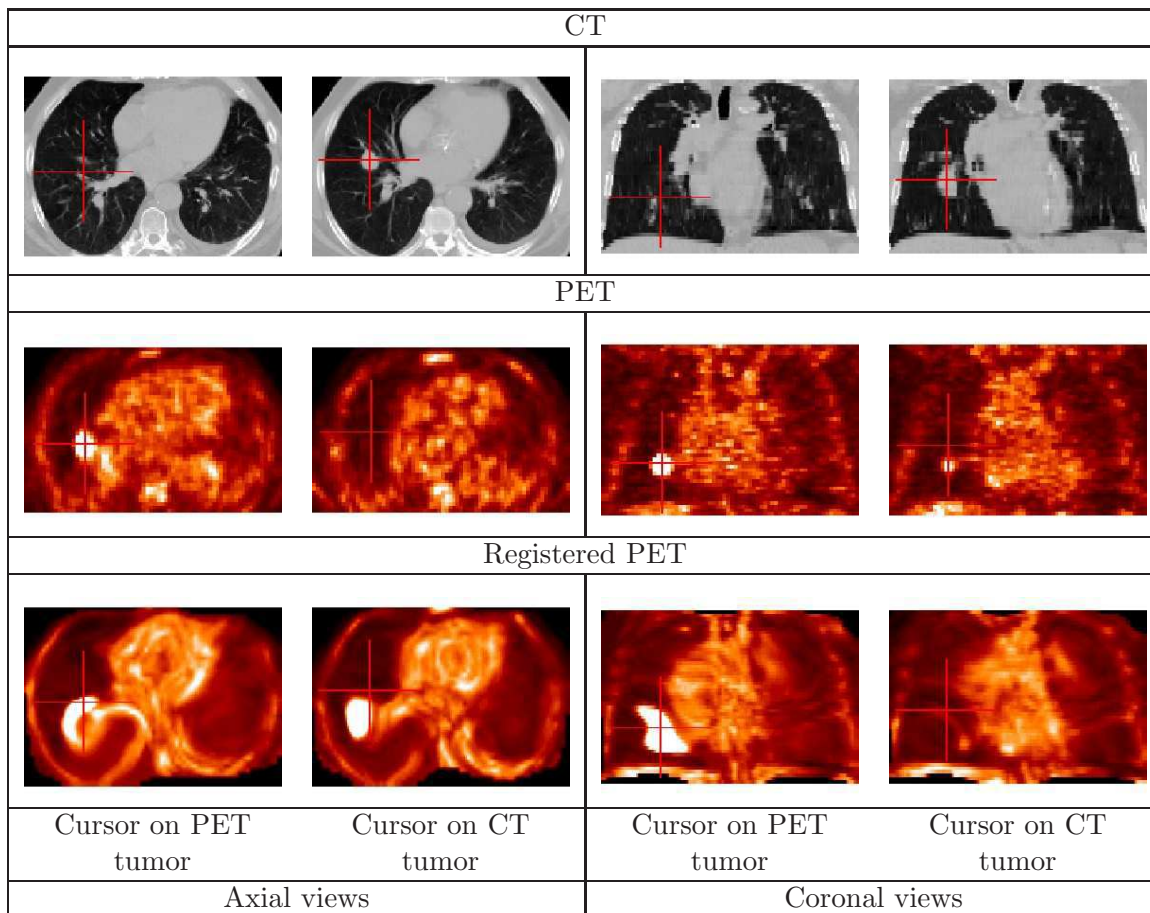 CT
PET
Registered PET
Cursor on PET
tumor
Cursor on CT
tumor
Cursor on PET
tumor
Cursor on CT
tumor
Axial views
Coronal views